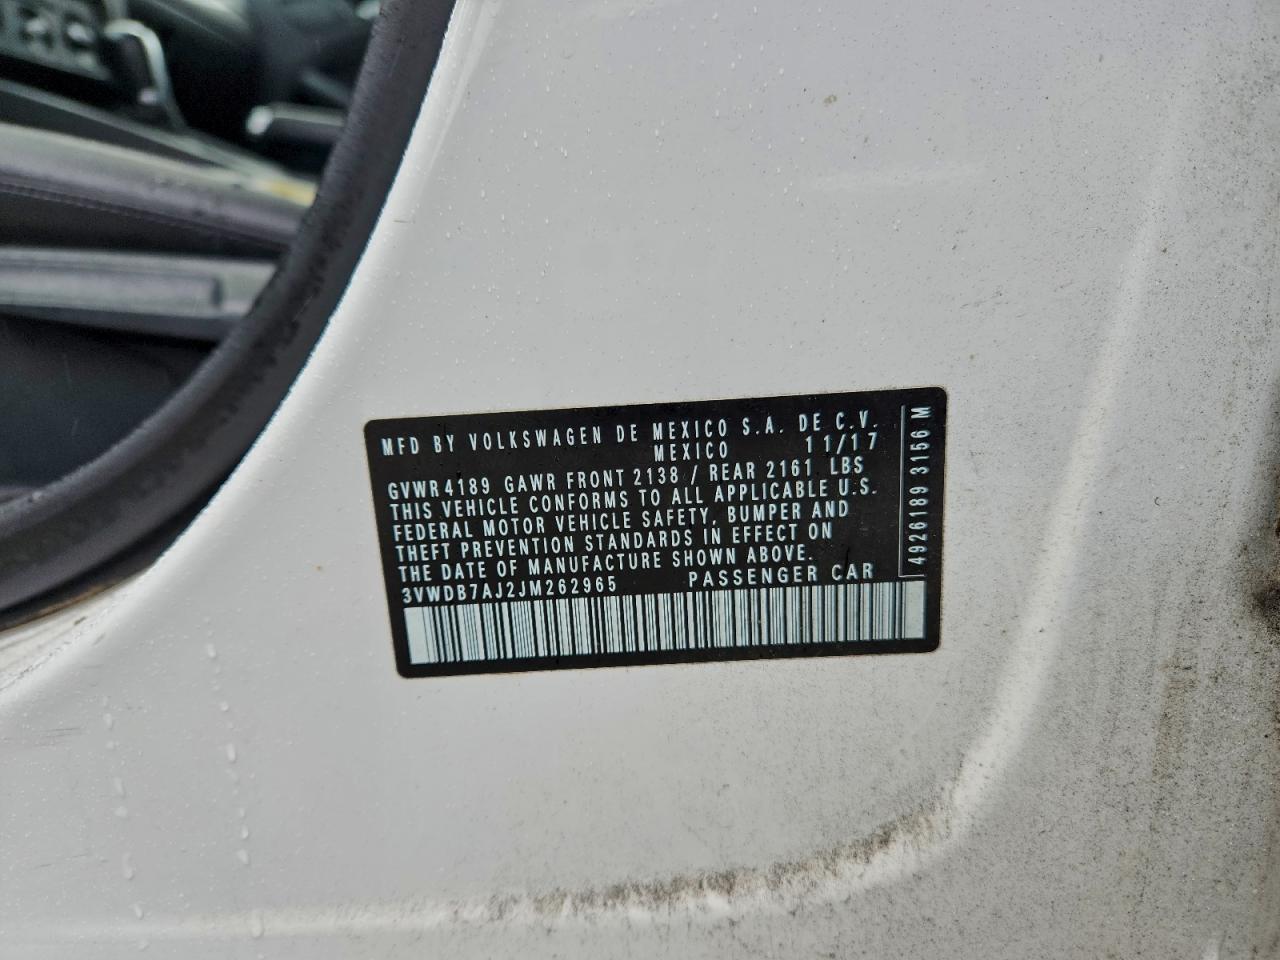 MFD BY VOLKSWAGEN DE MEXICO S.A. DE C.V.
MEXICO 11/17
GVWR 4189 GAWR FRONT 2138 / REAR 2161 LBS
THIS VEHICLE CONFORMS TO ALL APPLICABLE U.S.
FEDERAL MOTOR VEHICLE SAFETY, BUMPER AND
THEFT PREVENTION STANDARDS IN EFFECT ON
THE DATE OF MANUFACTURE SHOWN ABOVE.
3VWDB7AJ2JM262965 PASSENGER CAR
4926189 3156 M